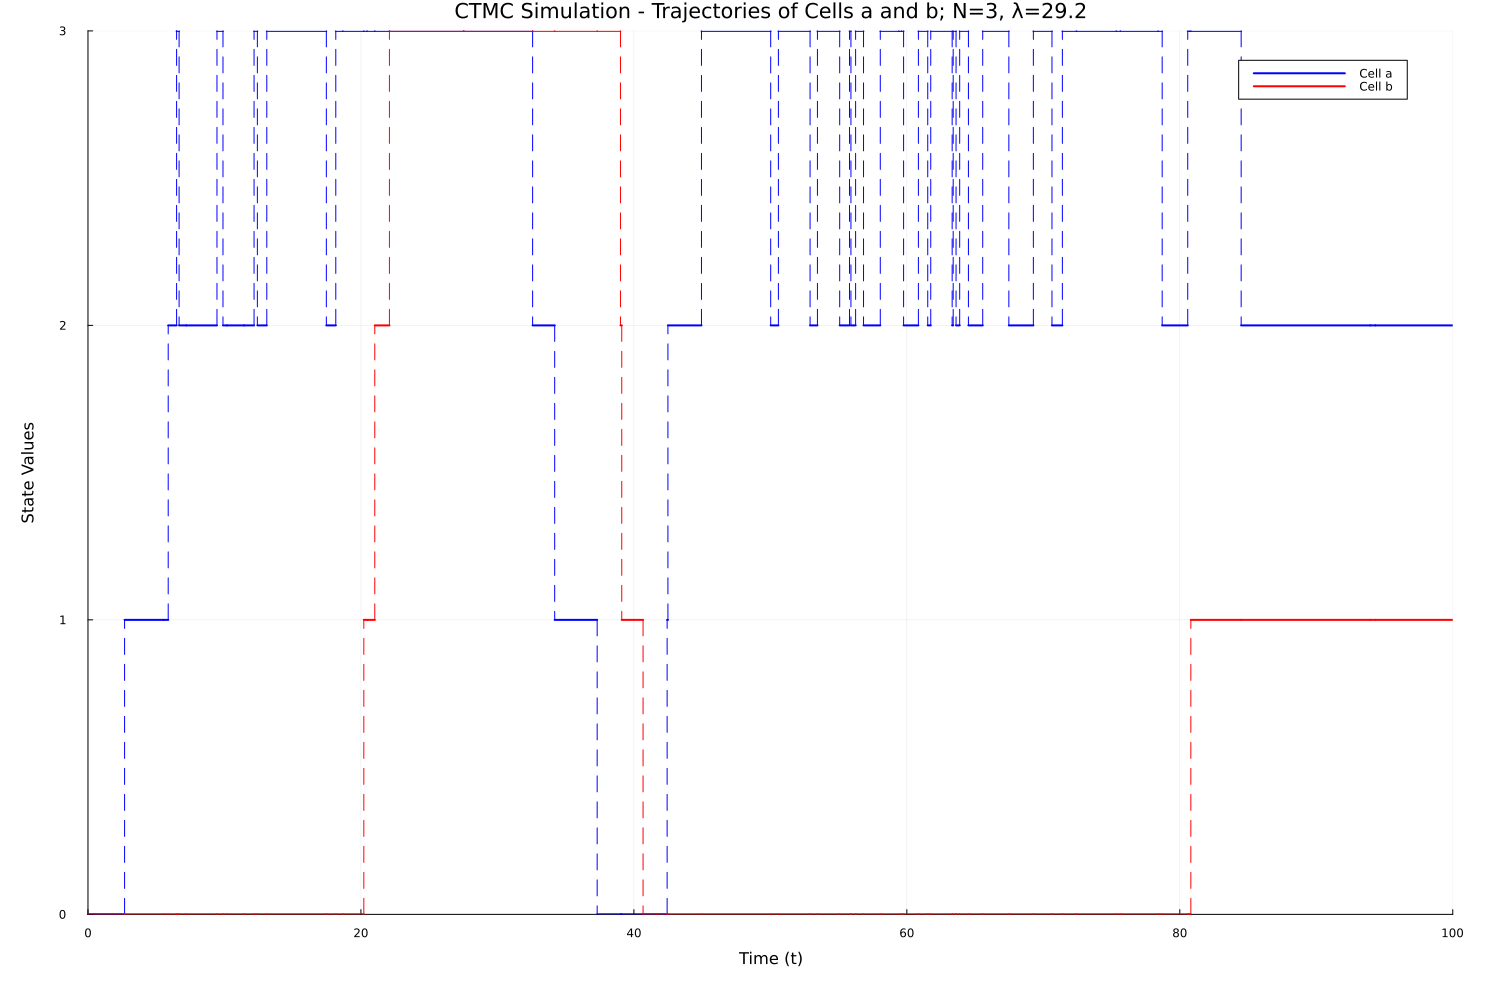 CTMC Simulation - Trajectories of Cells a and b; N=3, λ=29.2
Cell a
Cell b
State Values
3
2
1
0
0 20 40 60 80 100
Time (t)